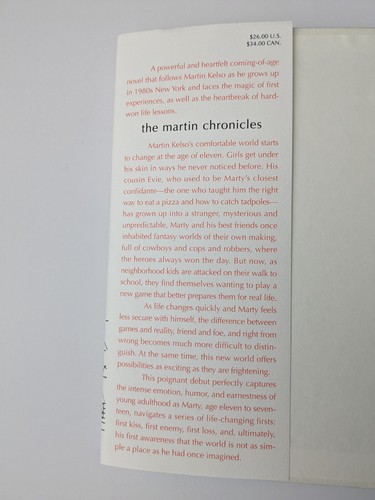 $26.00 U.S.
$34.00 CAN.
A powerful and heartfelt coming-of-age
novel that follows Martin Kelso as he grows up
in 1980s New York and faces the magic of first
experiences, as well as the heartbreak of hard-
won life lessons.
the martin chronicles
Martin Kelso's comfortable world starts
to change at the age of eleven. Girls get under
his skin in ways he never noticed before. His
cousin Evie, who used to be Marty's closest
confidante—the one who taught him the right
way to eat a pizza and how to catch tadpoles—
has grown up into a stranger, mysterious and
unpredictable. Marty and his best friends once
inhabited fantasy worlds of their own making,
full of cowboys and cops and robbers, where
the heroes always won the day. But now, as
neighborhood kids are attacked on their walk to
school, they find themselves wanting to play a
new game that better prepares them for real life.
As life changes quickly and Marty feels
less secure with himself, the difference between
games and reality, friend and foe, and right from
wrong becomes much more difficult to distin-
guish. At the same time, this new world offers
possibilities as exciting as they are frightening.
This poignant debut perfectly captures
the intense emotion, humor, and earnestness of
young adulthood as Marty, age eleven to seven-
teen, navigates a series of life-changing firsts:
first kiss, first enemy, first loss, and, ultimately,
his first awareness that the world is not as sim-
ple a place as he had once imagined.